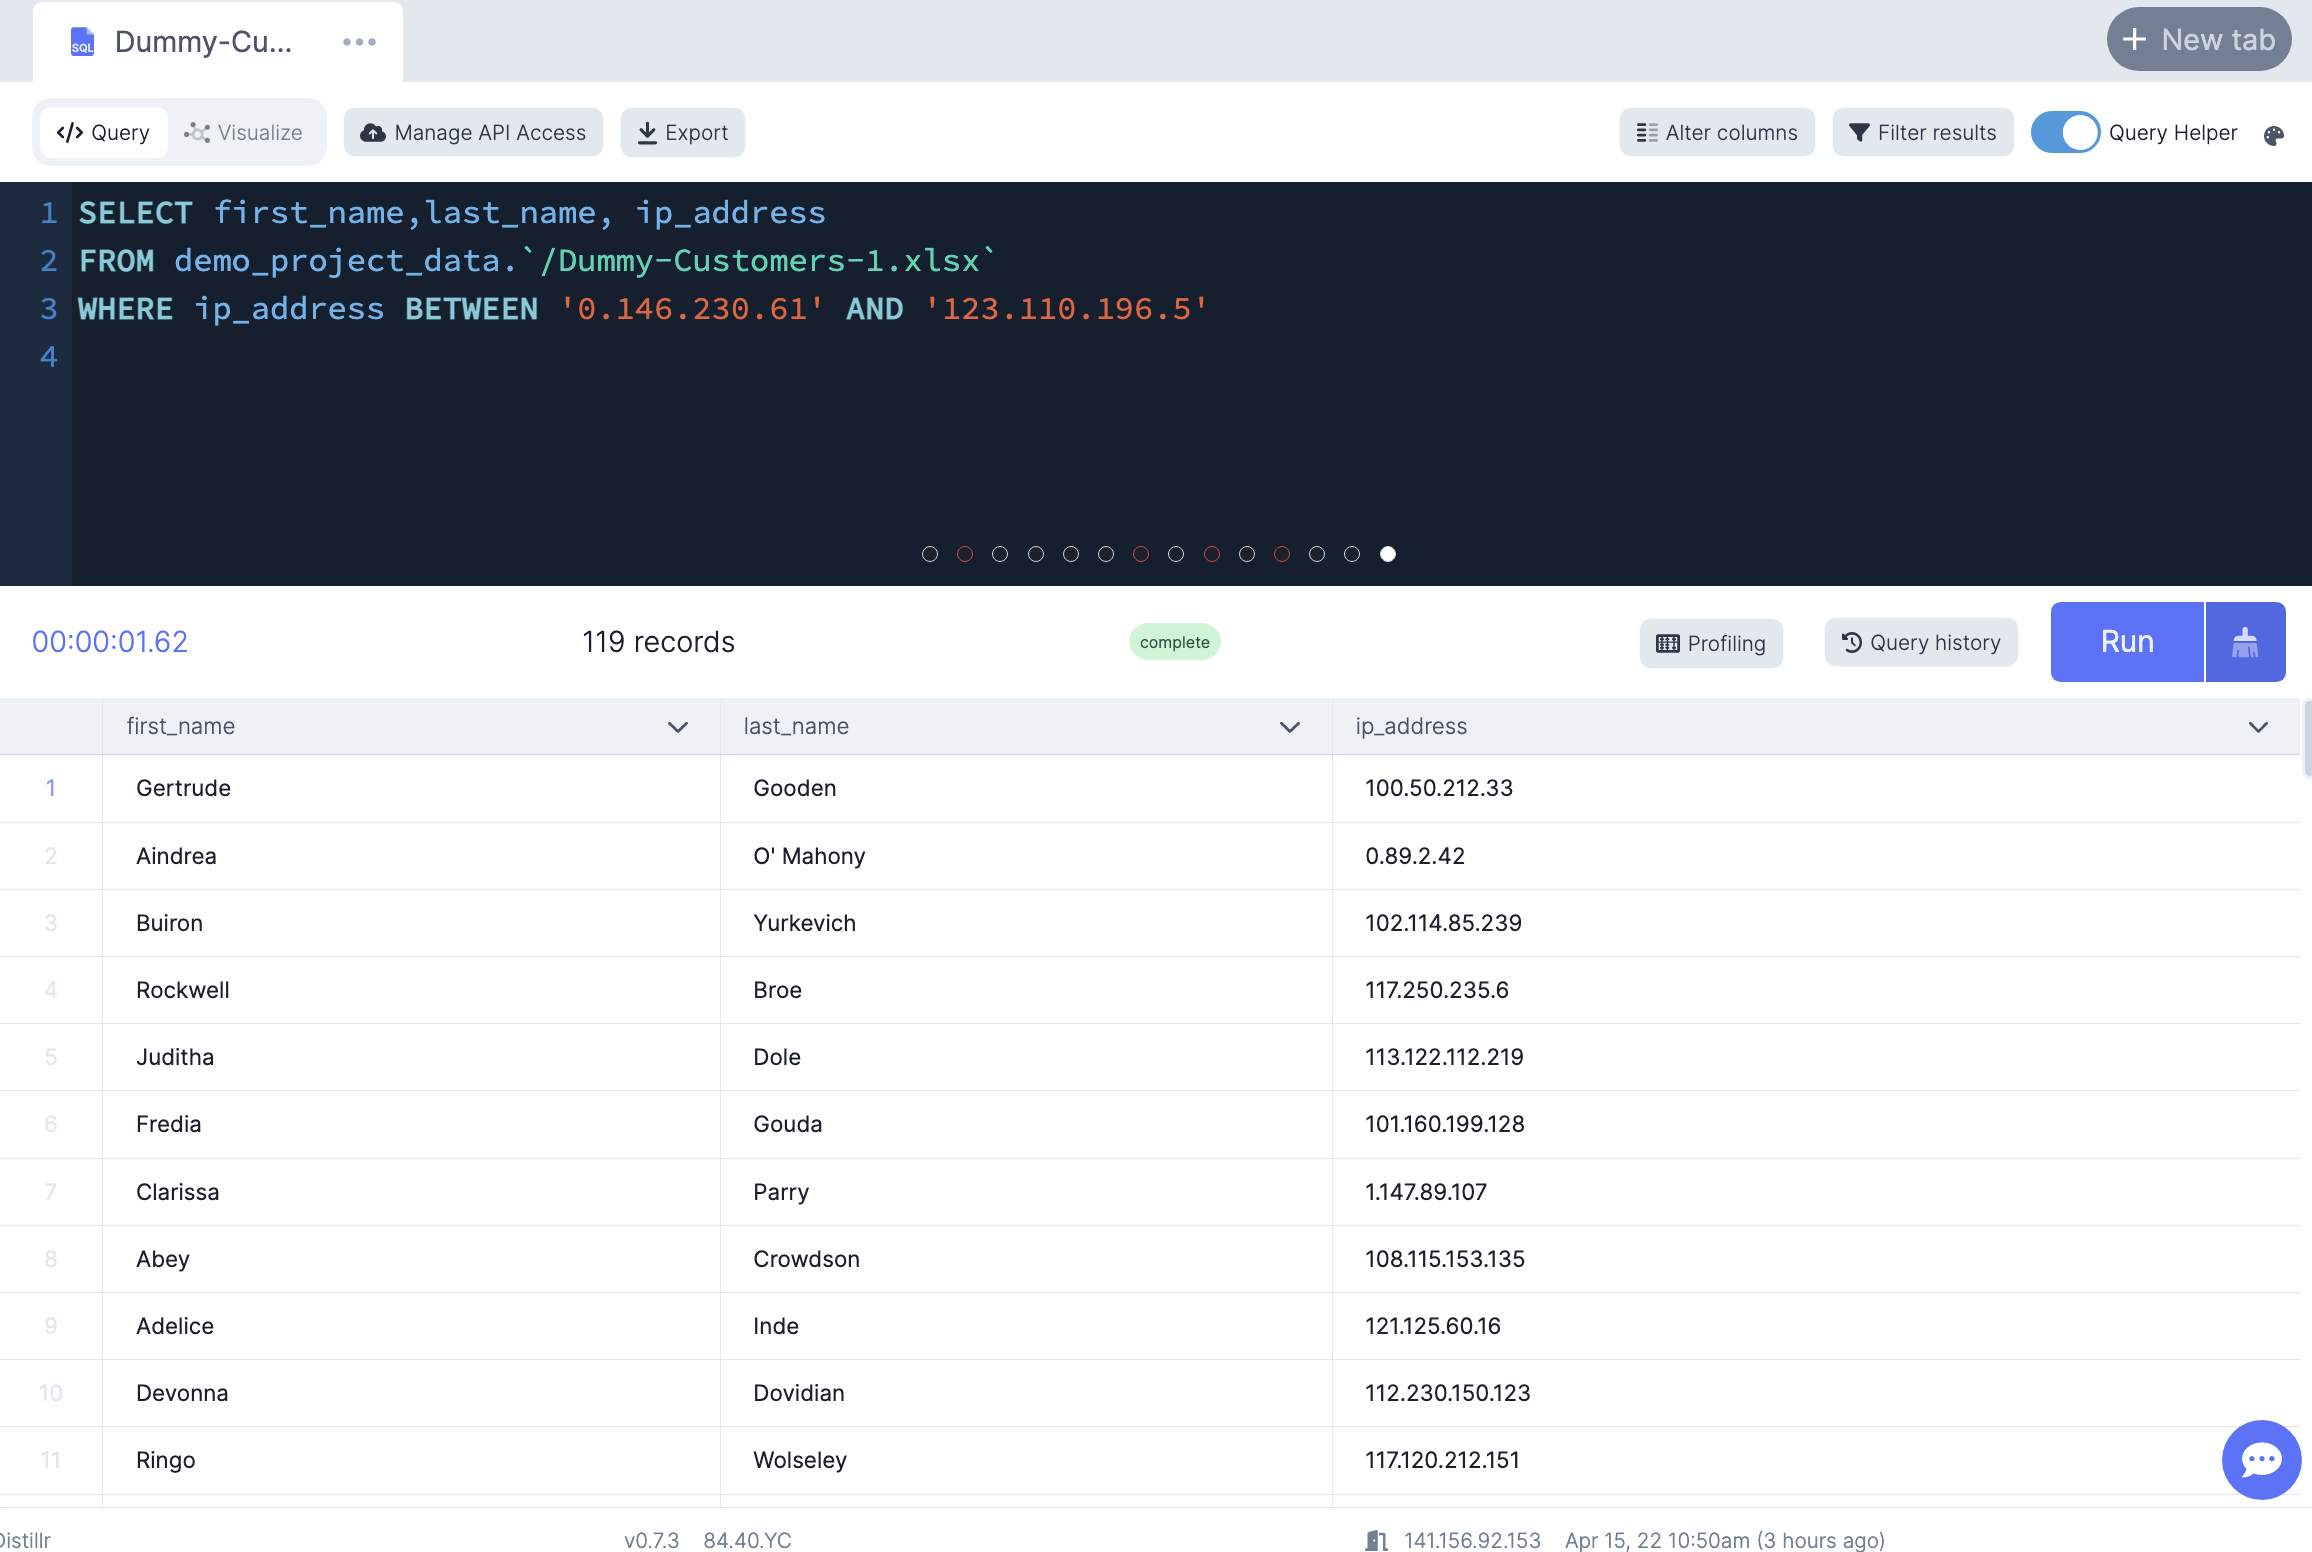 SQL Dummy-Cu... New tab
Query Visualize Manage API Access Export Alter columns Filter results Query Helper
1 SELECT first_name,last_name, ip_address
2 FROM demo_project_data.`/Dummy-Customers-1.xlsx`
3 WHERE ip_address BETWEEN '0.146.230.61' AND '123.110.196.5'
4
00:00:01.62 119 records complete Profiling Query history Run
first_name last_name ip_address
1 Gertrude Gooden 100.50.212.33
2 Aindrea O' Mahony 0.89.2.42
3 Buiron Yurkevich 102.114.85.239
4 Rockwell Broe 117.250.235.6
5 Juditha Dole 113.122.112.219
6 Fredia Gouda 101.160.199.128
7 Clarissa Parry 1.147.89.107
8 Abey Crowdson 108.115.153.135
9 Adelice Inde 121.125.60.16
10 Devonna Dovidian 112.230.150.123
11 Ringo Wolseley 117.120.212.151
Distillr v0.7.3 84.40.YC 141.156.92.153 Apr 15, 22 10:50am (3 hours ago)